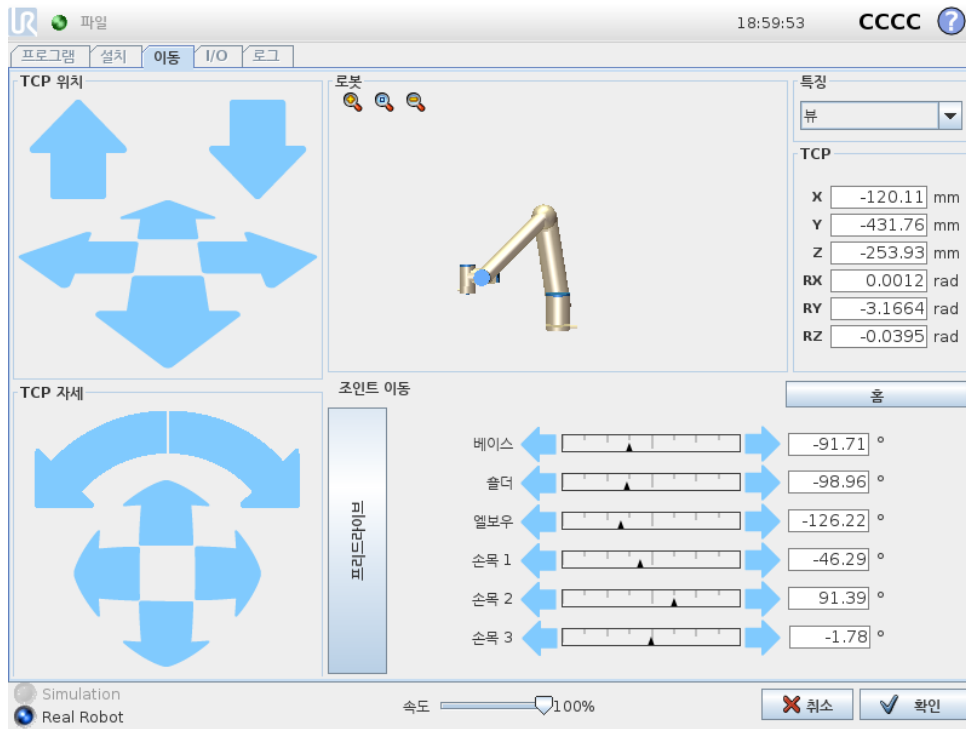 UR 파일 18:59:53 CCCC ?
프로그램 설치 이동 I/O 로그
TCP 위치
로봇
특징
뷰
TCP
X -120.11 mm
Y -431.76 mm
Z -253.93 mm
RX 0.0012 rad
RY -3.1664 rad
RZ -0.0395 rad
TCP 자세
조인트 이동
홈
프리드라이브
베이스 -91.71 °
숄더 -98.96 °
엘보우 -126.22 °
손목 1 -46.29 °
손목 2 91.39 °
손목 3 -1.78 °
Simulation
Real Robot
속도 100%
취소 확인